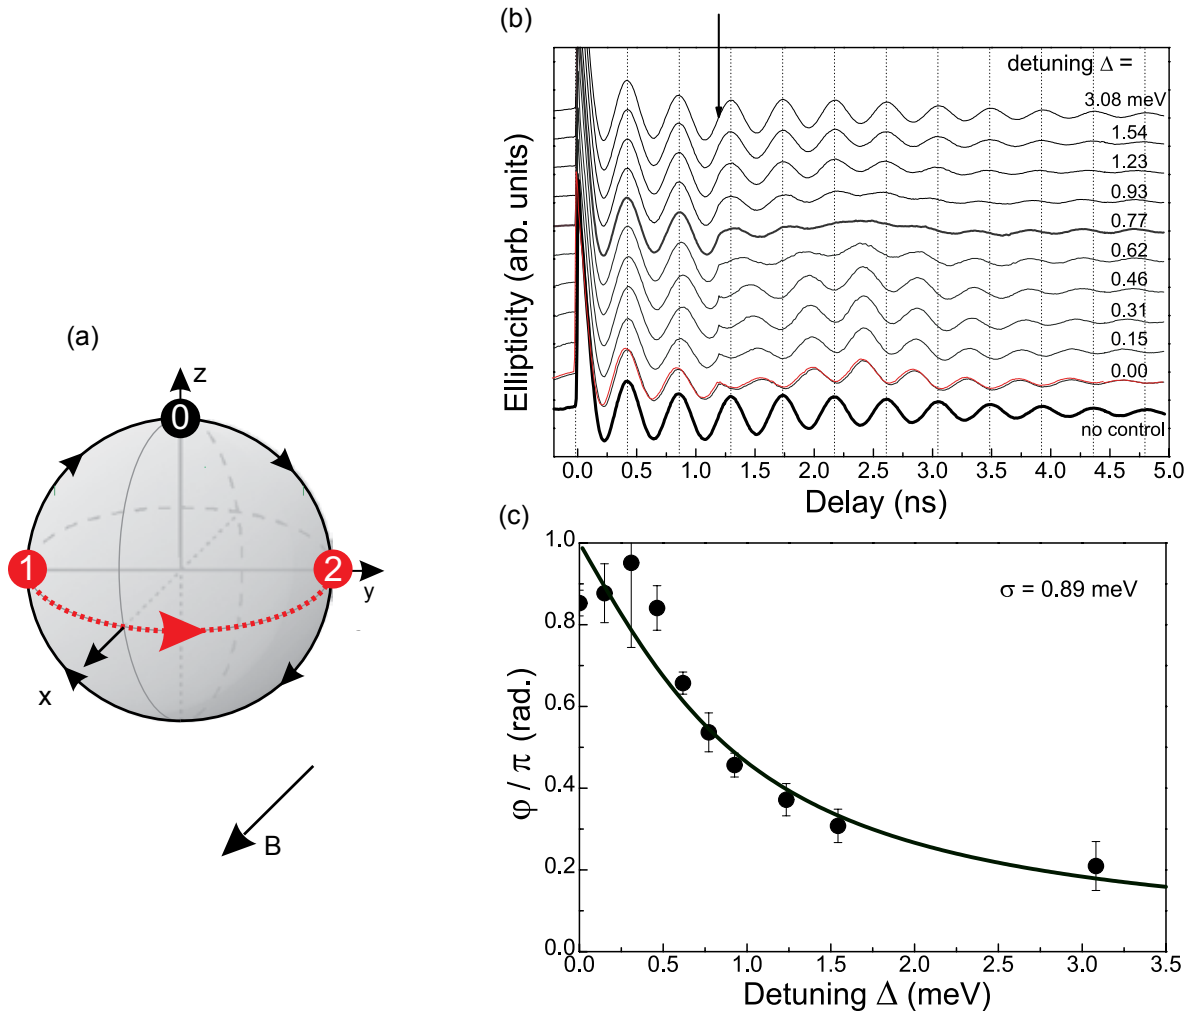 (a)
z
0
1
2
y
x
B
(b)
Ellipticity (arb. units)
detuning Δ =
3.08 meV
1.54
1.23
0.93
0.77
0.62
0.46
0.31
0.15
0.00
no control
0.0 0.5 1.0 1.5 2.0 2.5 3.0 3.5 4.0 4.5 5.0
Delay (ns)
(c)
φ / π (rad.)
1.0
0.8
0.6
0.4
0.2
0.0
σ = 0.89 meV
0.0 0.5 1.0 1.5 2.0 2.5 3.0 3.5
Detuning Δ (meV)